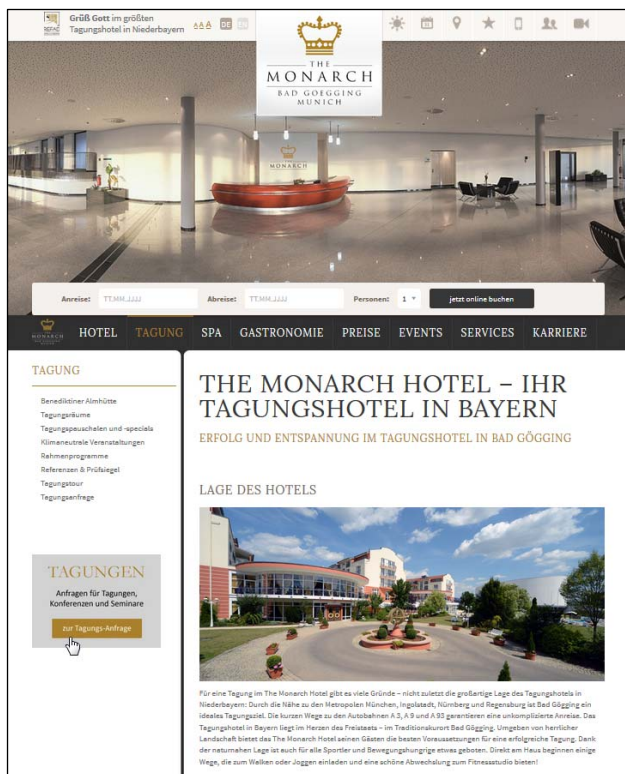 Grüß Gott im größten
Tagungshotel in Niederbayern
A A A
DE
THE
MONARCH
BAD GOEGGING
MUNICH
MONARCH
Anreise: TT.MM.JJJJ Abreise: TT.MM.JJJJ Personen: 1 jetzt online buchen
MONARCH
HOTEL TAGUNG SPA GASTRONOMIE PREISE EVENTS SERVICES KARRIERE
TAGUNG
Benediktiner Almhütte
Tagungsräume
Tagungspauschalen und -specials
Klimaneutrale Veranstaltungen
Rahmenprogramme
Referenzen & Prüfsiegel
Tagungstour
Tagungsanfrage
TAGUNGEN
Anfragen für Tagungen,
Konferenzen und Seminare
zur Tagungs-Anfrage
THE MONARCH HOTEL – IHR
TAGUNGSHOTEL IN BAYERN
ERFOLG UND ENTSPANNUNG IM TAGUNGSHOTEL IN BAD GÖGGING
LAGE DES HOTELS
Für eine Tagung im The Monarch Hotel gibt es viele Gründe – nicht zuletzt die großartige Lage des Tagungshotels in
Niederbayern: Durch die Nähe zu den Metropolen München, Ingolstadt, Nürnberg und Regensburg ist Bad Gögging ein
ideales Tagungsziel. Die kurzen Wege zu den Autobahnen A 3, A 9 und A 93 garantieren eine unkomplizierte Anreise. Das
Tagungshotel in Bayern liegt im Herzen des Freistaats – im Traditionskurort Bad Gögging. Umgeben von herrlicher
Landschaft bietet das The Monarch Hotel seinen Gästen die besten Voraussetzungen für eine erfolgreiche Tagung. Dank
der naturnahen Lage ist auch für alle Sportler und Bewegungshungrige etwas geboten. Direkt am Haus beginnen einige
Wege, die zum Walken oder Joggen einladen und eine schöne Abwechslung zum Fitnessstudio bieten!